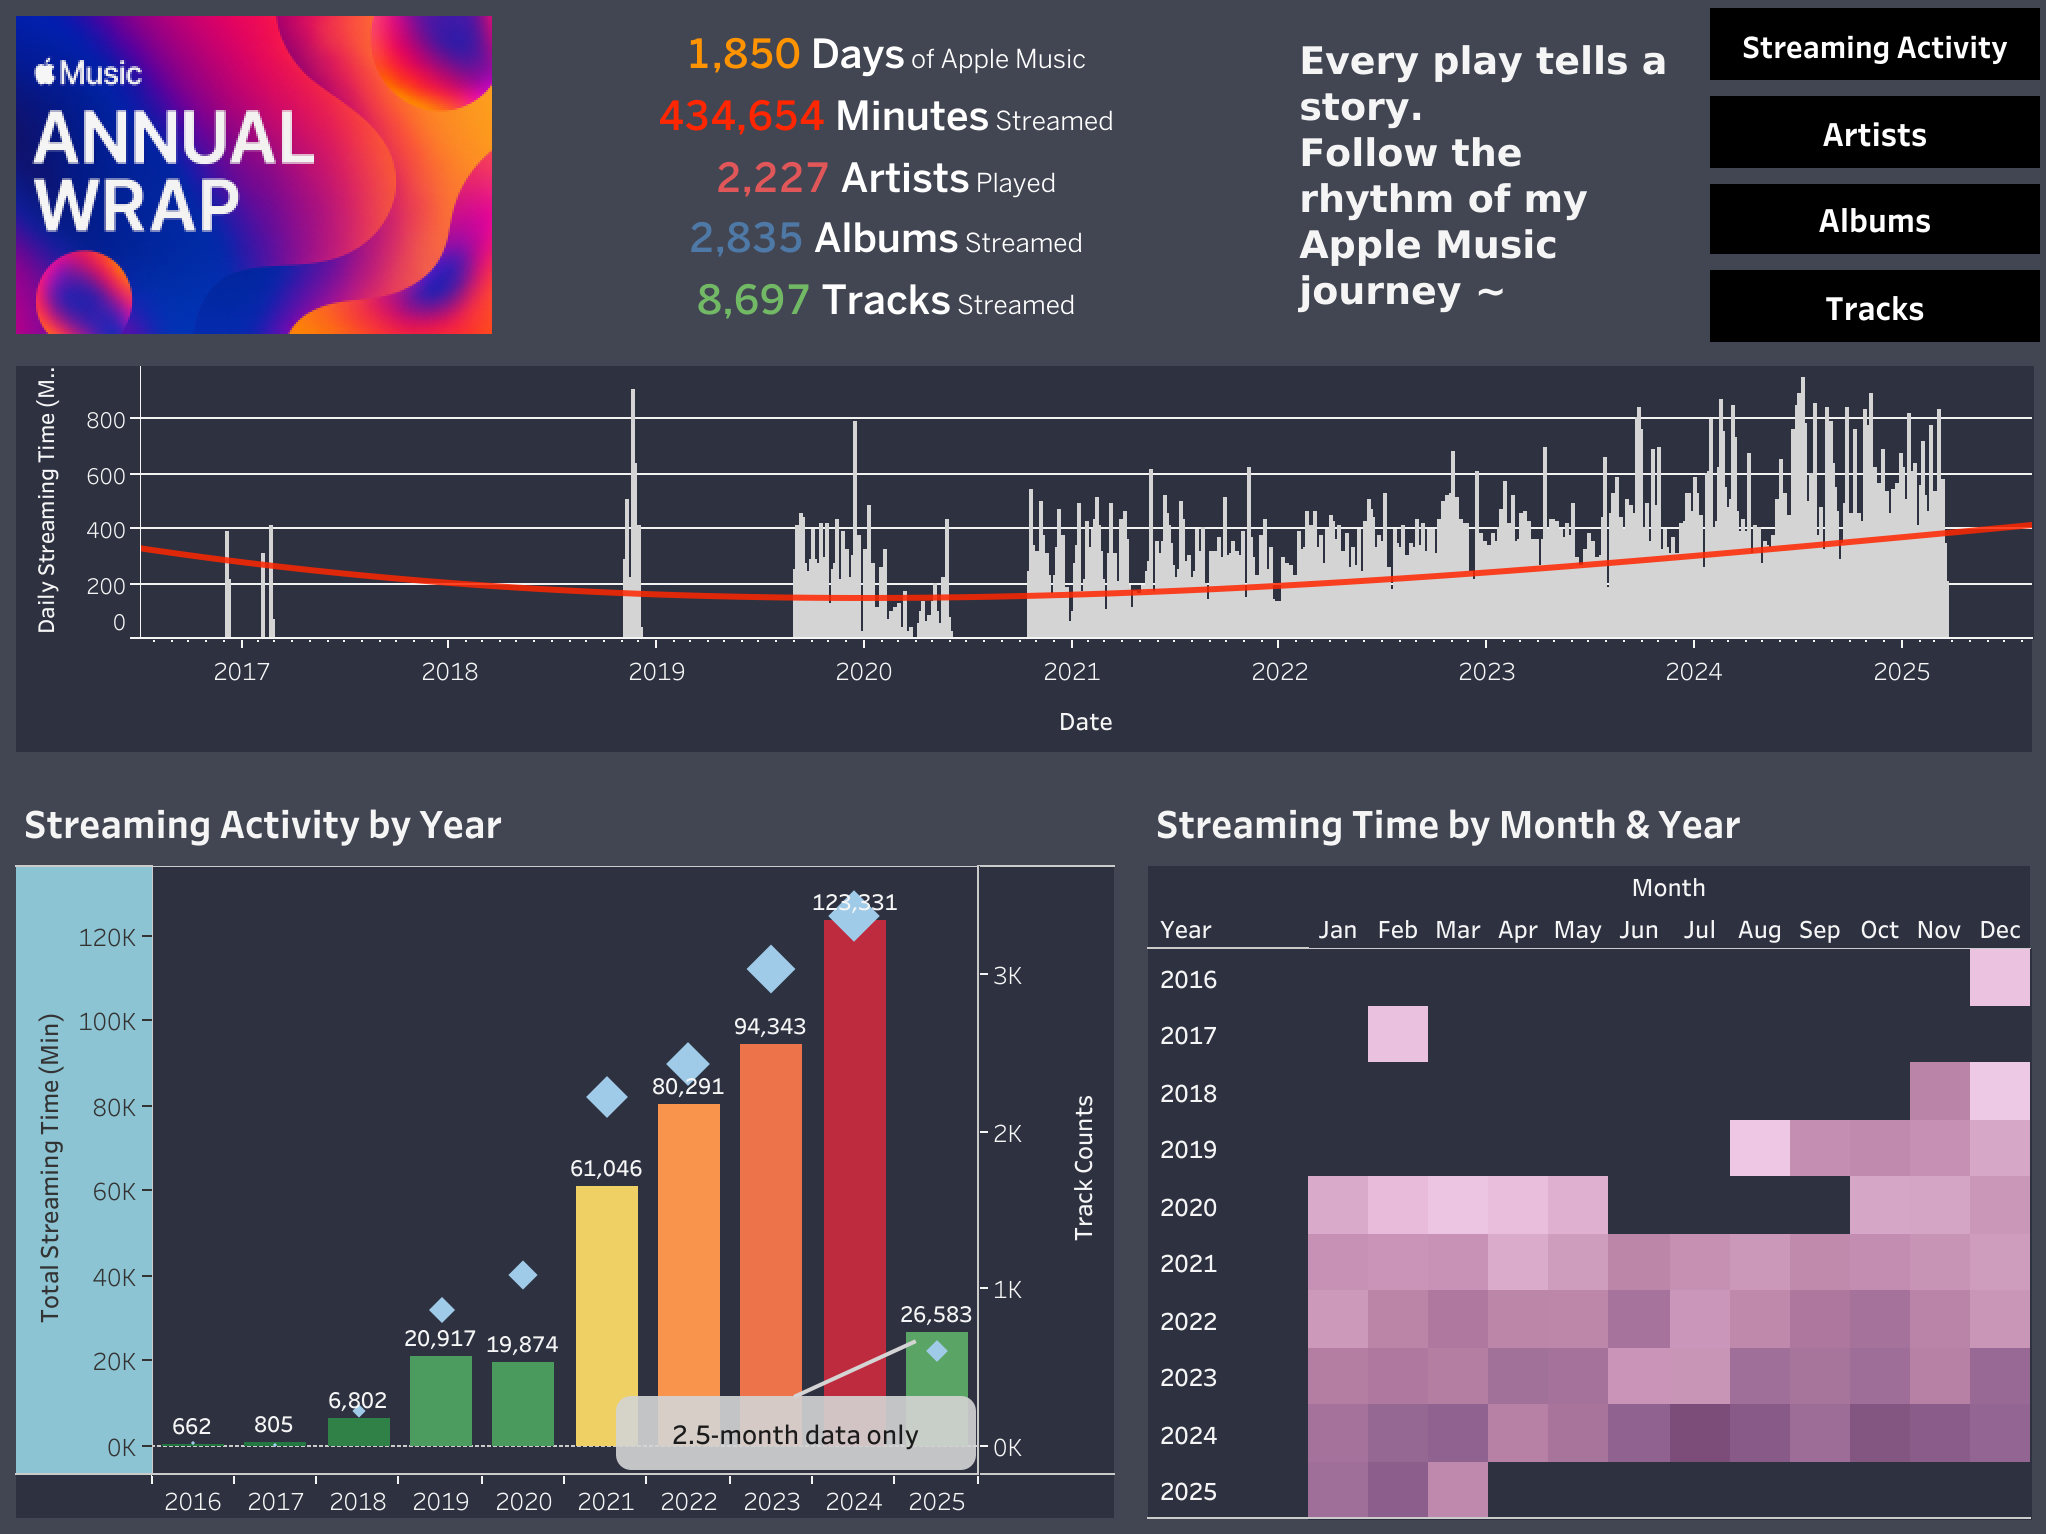 Music
ANNUAL
WRAP
1,850 Days of Apple Music
434,654 Minutes Streamed
2,227 Artists Played
2,835 Albums Streamed
8,697 Tracks Streamed
Every play tells a
story.
Follow the
rhythm of my
Apple Music
journey ~
Streaming Activity
Artists
Albums
Tracks
Daily Streaming Time (M..
800
600
400
200
0
2017 2018 2019 2020 2021 2022 2023 2024 2025
Date
Streaming Activity by Year
Total Streaming Time (Min)
120K
100K
80K
60K
40K
20K
0K
662
805
6,802
20,917
19,874
61,046
80,291
94,343
123,331
26,583
2.5-month data only
3K
2K
1K
0K
Track Counts
2016 2017 2018 2019 2020 2021 2022 2023 2024 2025
Streaming Time by Month & Year
Month
Year Jan Feb Mar Apr May Jun Jul Aug Sep Oct Nov Dec
2016
2017
2018
2019
2020
2021
2022
2023
2024
2025